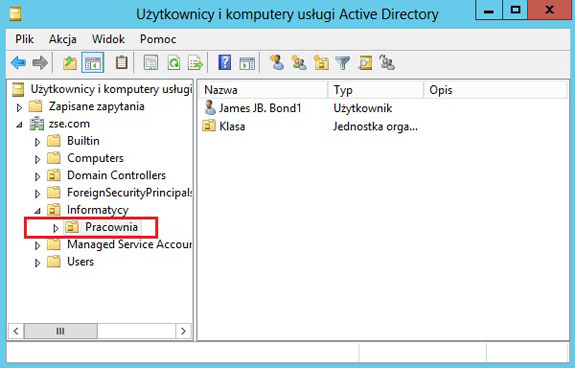 Użytkownicy i komputery usługi Active Directory
Plik Akcja Widok Pomoc
Użytkownicy i komputery usługi
Zapisane zapytania
zse.com
Builtin
Computers
Domain Controllers
ForeignSecurityPrincipals
Informatycy
Pracownia
Managed Service Accour
Users
Nazwa Typ Opis
James JB. Bond1 Użytkownik
Klasa Jednostka orga...